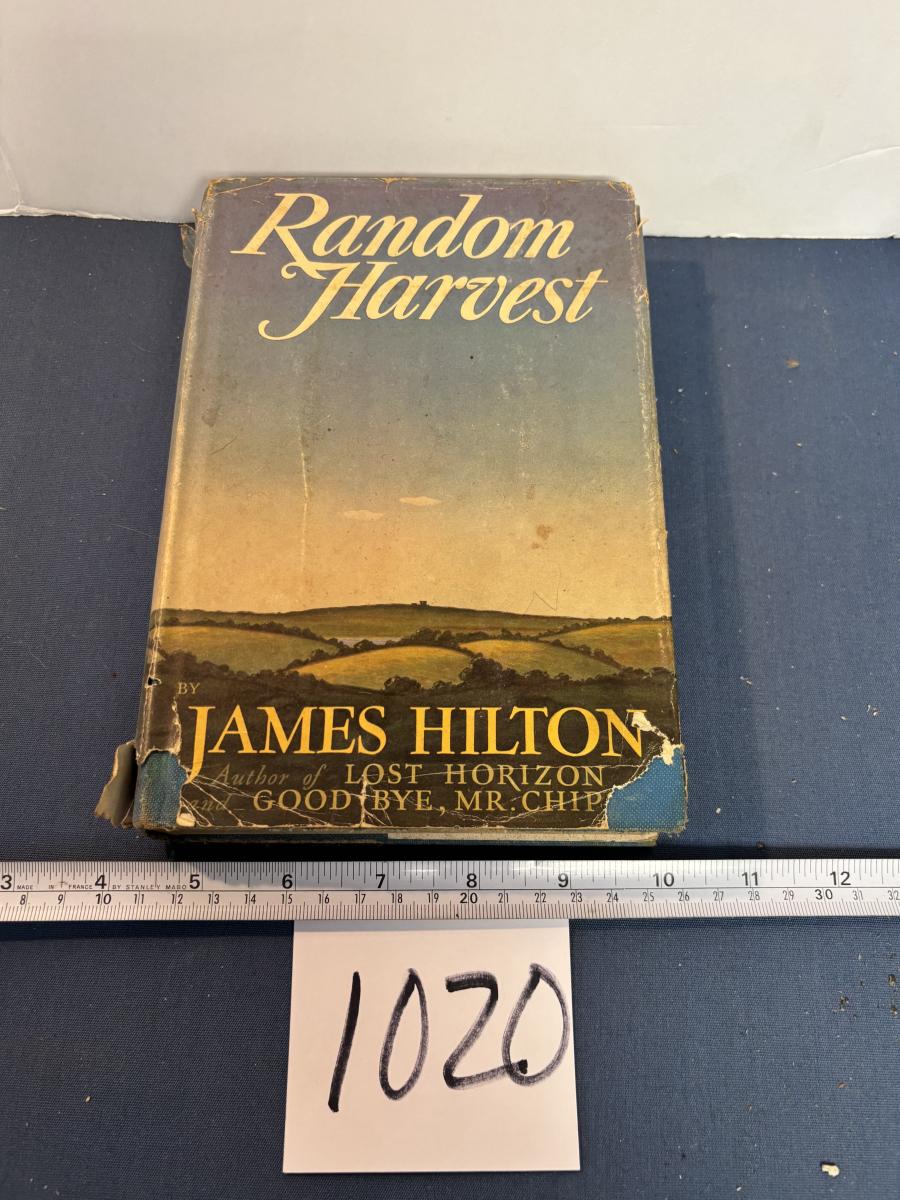 Random
Harvest
BY
JAMES HILTON
Author of LOST HORIZON
and GOOD BYE, MR. CHIP
3 MADE IN FRANCE 4 BY STANLEY MABO 5 6 7 8 9 10 11 12
8 9 10 11 12 13 14 15 16 17 18 19 20 21 22 23 24 25 26 27 28 29 30 31 32
1020